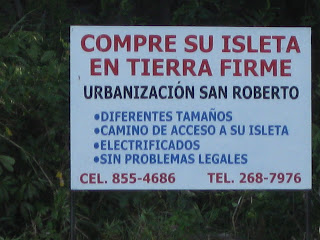 COMPRE SU ISLETA
EN TIERRA FIRME
URBANIZACIÓN SAN ROBERTO
•DIFERENTES TAMAÑOS
•CAMINO DE ACCESO A SU ISLETA
•ELECTRIFICADOS
•SIN PROBLEMAS LEGALES
CEL. 855-4686 TEL. 268-7976